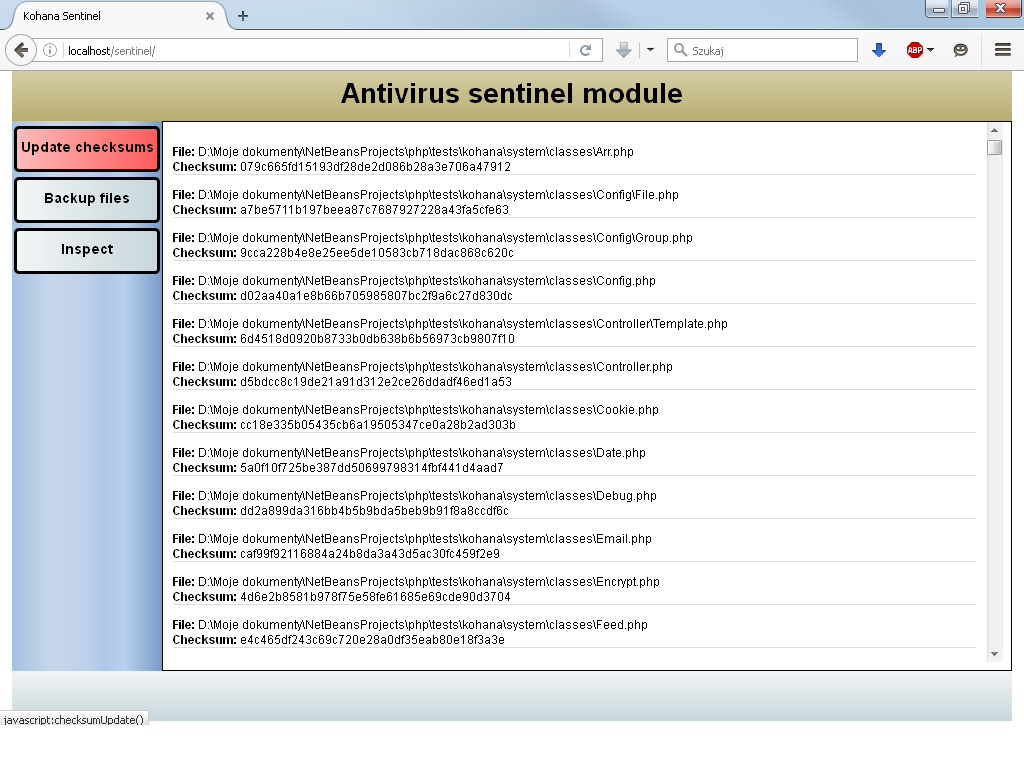 Kohana Sentinel
localhost/sentinel/
Szukaj
ABP
Antivirus sentinel module
Update checksums
Backup files
Inspect
File: D:\Moje dokumenty\NetBeansProjects\php\tests\kohana\system\classes\Arr.php
Checksum: 079c665fd15193df28de2d086b28a3e706a47912
File: D:\Moje dokumenty\NetBeansProjects\php\tests\kohana\system\classes\Config\File.php
Checksum: a7be5711b197beea87c7687927228a43fa5cfe63
File: D:\Moje dokumenty\NetBeansProjects\php\tests\kohana\system\classes\Config\Group.php
Checksum: 9cca228b4e8e25ee5de10583cb718dac868c620c
File: D:\Moje dokumenty\NetBeansProjects\php\tests\kohana\system\classes\Config.php
Checksum: d02aa40a1e8b66b705985807bc2f9a6c27d830dc
File: D:\Moje dokumenty\NetBeansProjects\php\tests\kohana\system\classes\Controller\Template.php
Checksum: 6d4518d0920b8733b0db638b6b56973cb9807f10
File: D:\Moje dokumenty\NetBeansProjects\php\tests\kohana\system\classes\Controller.php
Checksum: d5bdcc8c19de21a91d312e2ce26ddadf46ed1a53
File: D:\Moje dokumenty\NetBeansProjects\php\tests\kohana\system\classes\Cookie.php
Checksum: cc18e335b05435cb6a19505347ce0a28b2ad303b
File: D:\Moje dokumenty\NetBeansProjects\php\tests\kohana\system\classes\Date.php
Checksum: 5a0f10f725be387dd50699798314fbf441d4aad7
File: D:\Moje dokumenty\NetBeansProjects\php\tests\kohana\system\classes\Debug.php
Checksum: dd2a899da316bb4b5b9bda5beb9b91f8a8ccdf6c
File: D:\Moje dokumenty\NetBeansProjects\php\tests\kohana\system\classes\Email.php
Checksum: caf99f92116884a24b8da3a43d5ac30fc459f2e9
File: D:\Moje dokumenty\NetBeansProjects\php\tests\kohana\system\classes\Encrypt.php
Checksum: 4d6e2b8581b978f75e58fe61685e69cde90d3704
File: D:\Moje dokumenty\NetBeansProjects\php\tests\kohana\system\classes\Feed.php
Checksum: e4c465df243c69c720e28a0df35eab80e18f3a3e
javascript:checksumUpdate()